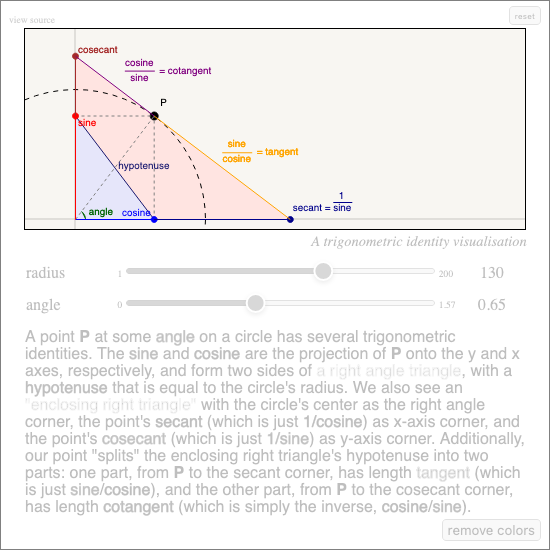 view source
reset
cosecant
cosine
sine
= cotangent
P
sine
sine
cosine
= tangent
hypotenuse
angle
cosine
secant =
1
sine
A trigonometric identity visualisation
radius 1 200 130
angle 0 1.57 0.65
A point P at some angle on a circle has several trigonometric
identities. The sine and cosine are the projection of P onto the y and x
axes, respectively, and form two sides of a right angle triangle, with a
hypotenuse that is equal to the circle's radius. We also see an
"enclosing right triangle" with the circle's center as the right angle
corner, the point's secant (which is just 1/cosine) as x-axis corner, and
the point's cosecant (which is just 1/sine) as y-axis corner. Additionally,
our point "splits" the enclosing right triangle's hypotenuse into two
parts: one part, from P to the secant corner, has length tangent (which
is just sine/cosine), and the other part, from P to the cosecant corner,
has length cotangent (which is simply the inverse, cosine/sine).
remove colors